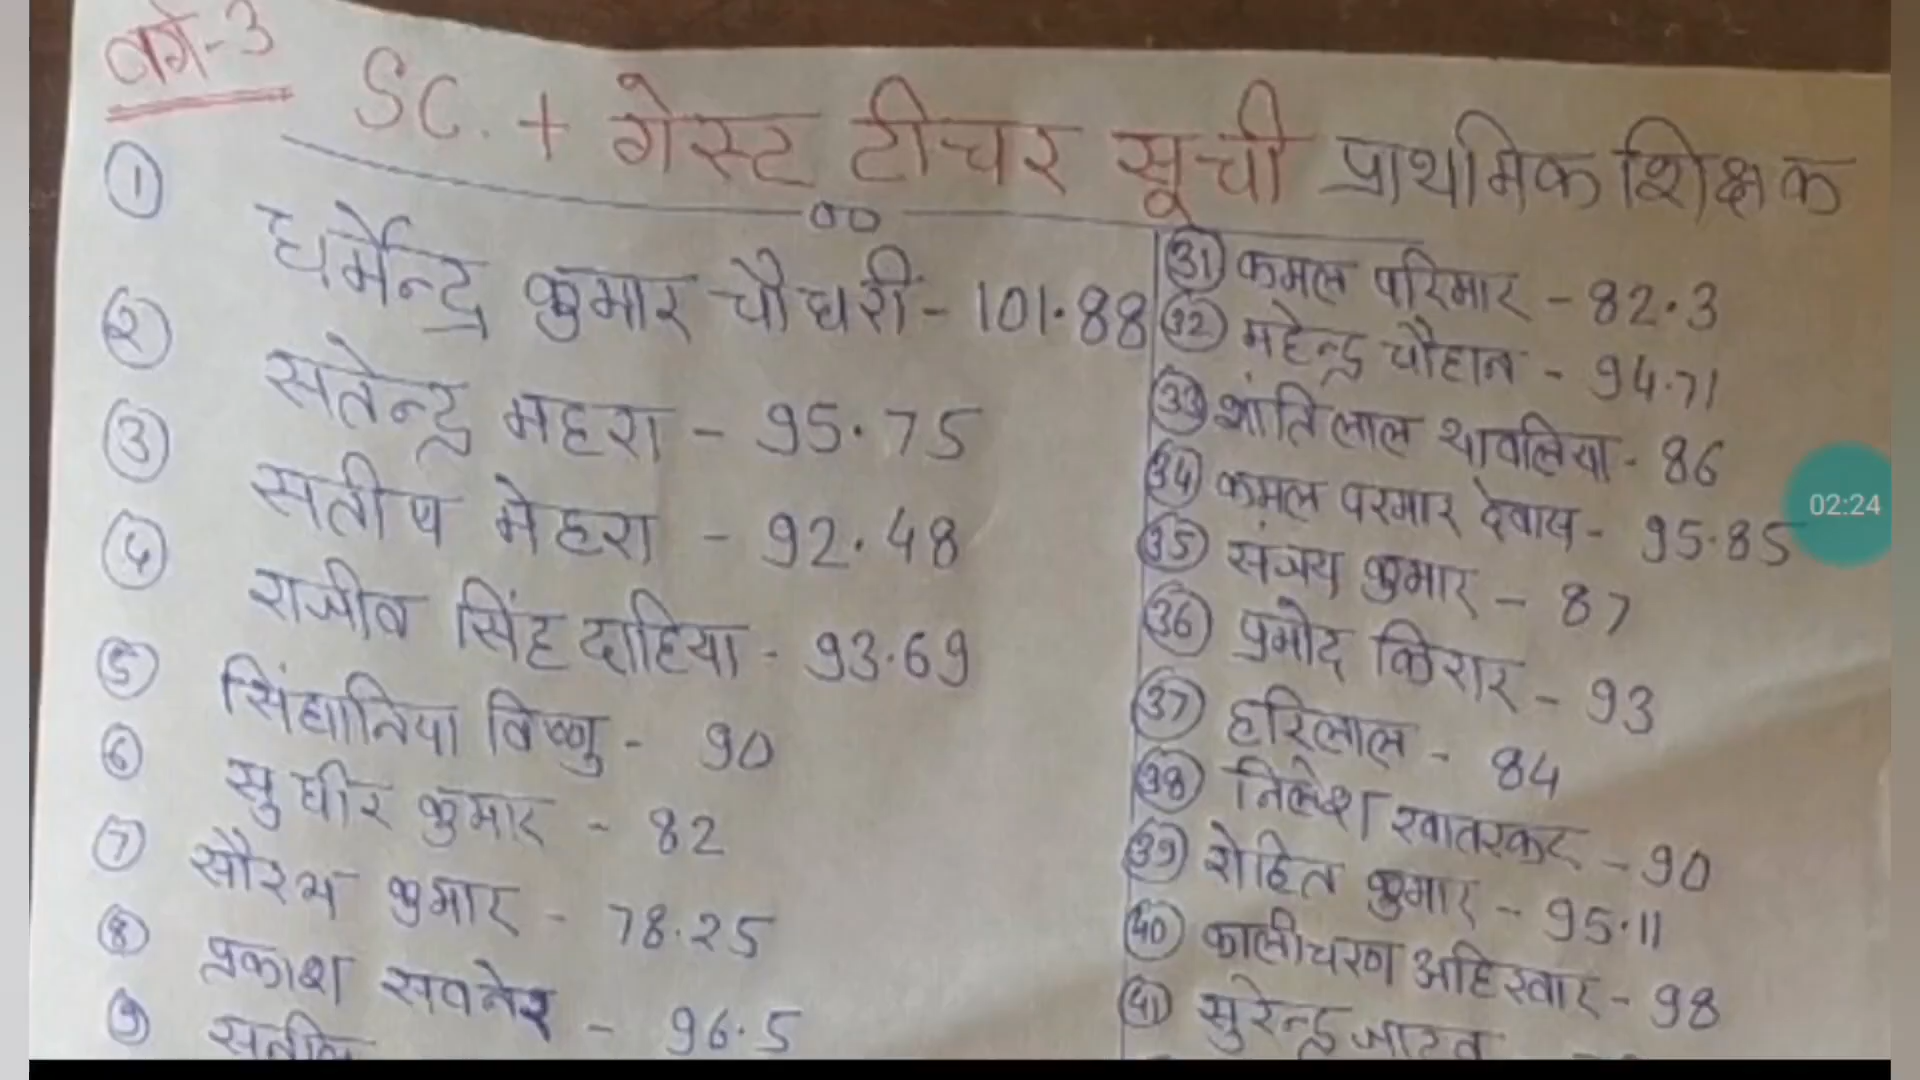 वर्ग-3
SC. + गेस्ट टीचर सूची प्राथमिक शिक्षक
① धर्मेन्द्र कुमार चौधरी - 101.88
② सतेन्द्र महरा - 95.75
③ सतीष मेहरा - 92.48
④ राजीव सिंह दाहिया - 93.69
⑤ सिंघानिया विष्णु - 90
⑥ सुधीर कुमार - 82
⑦ सौरभ कुमार - 78.25
⑧ प्रकाश सवनेर - 96.5
⑨
㉛ कमल परिमार - 82.3
㉜ महेन्द्र चौहान - 94.71
㉝ शांतिलाल थावलिया - 86
㉞ कमल परमार देवास - 95.85
㉟ संजय कुमार - 87
㊱ प्रमोद किरार - 93
㊲ हरिलाल - 84
㊳ निलेश खातरकर - 90
㊴ रोहित कुमार - 95.11
㊵ कालीचरण अहिरवार - 98
㊶ सुरेन्द्र जाटव
02:24